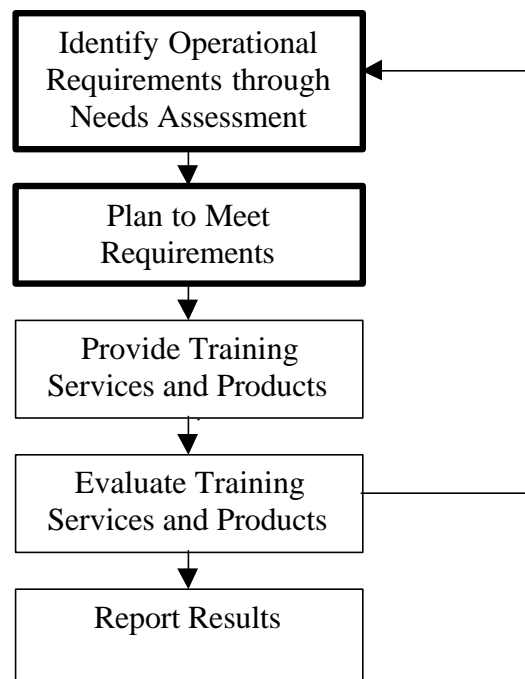 Identify Operational
Requirements through
Needs Assessment
Plan to Meet
Requirements
Provide Training
Services and Products
Evaluate Training
Services and Products
Report Results